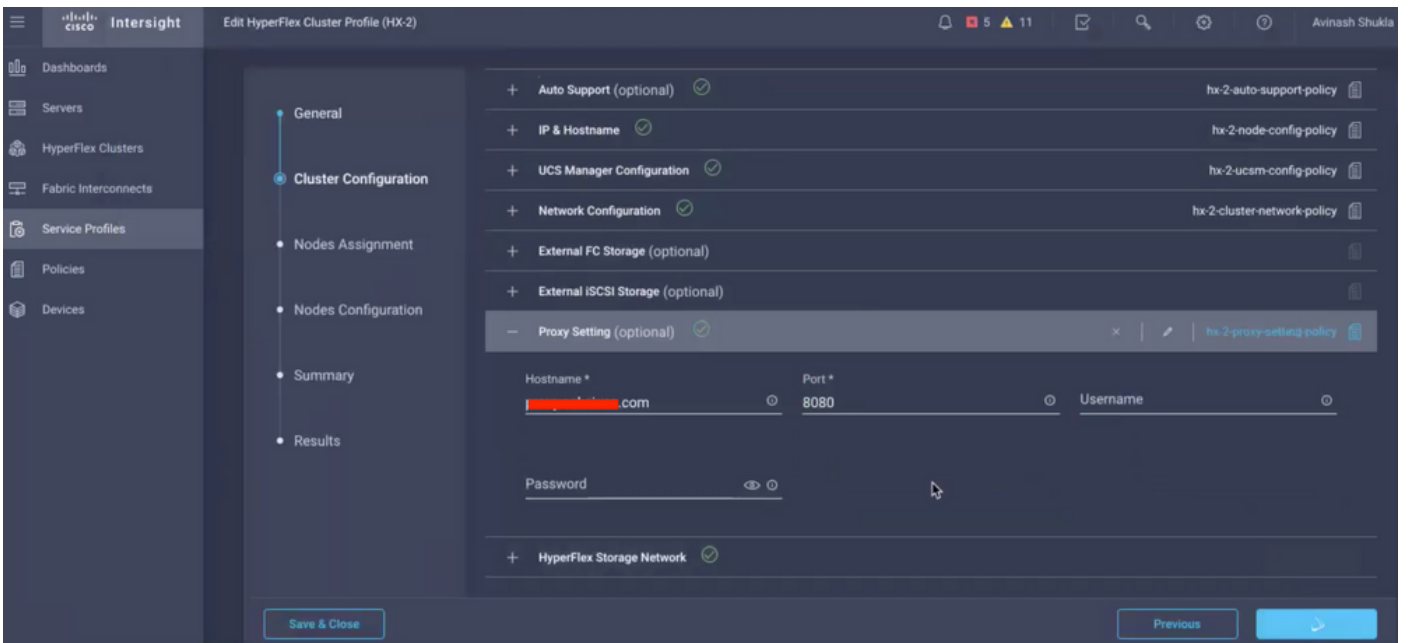 cisco Intersight
Edit HyperFlex Cluster Profile (HX-2)
5
11
Avinash Shukla
Dashboards
Servers
HyperFlex Clusters
Fabric Interconnects
Service Profiles
Policies
Devices
General
Cluster Configuration
Nodes Assignment
Nodes Configuration
Summary
Results
+ Auto Support (optional) hx-2-auto-support-policy
+ IP & Hostname hx-2-node-config-policy
+ UCS Manager Configuration hx-2-ucsm-config-policy
+ Network Configuration hx-2-cluster-network-policy
+ External FC Storage (optional)
+ External iSCSI Storage (optional)
− Proxy Setting (optional) × hx-2-proxy-setting-policy
Hostname *
.com
Port *
8080
Username
Password
+ HyperFlex Storage Network
Save & Close
Previous